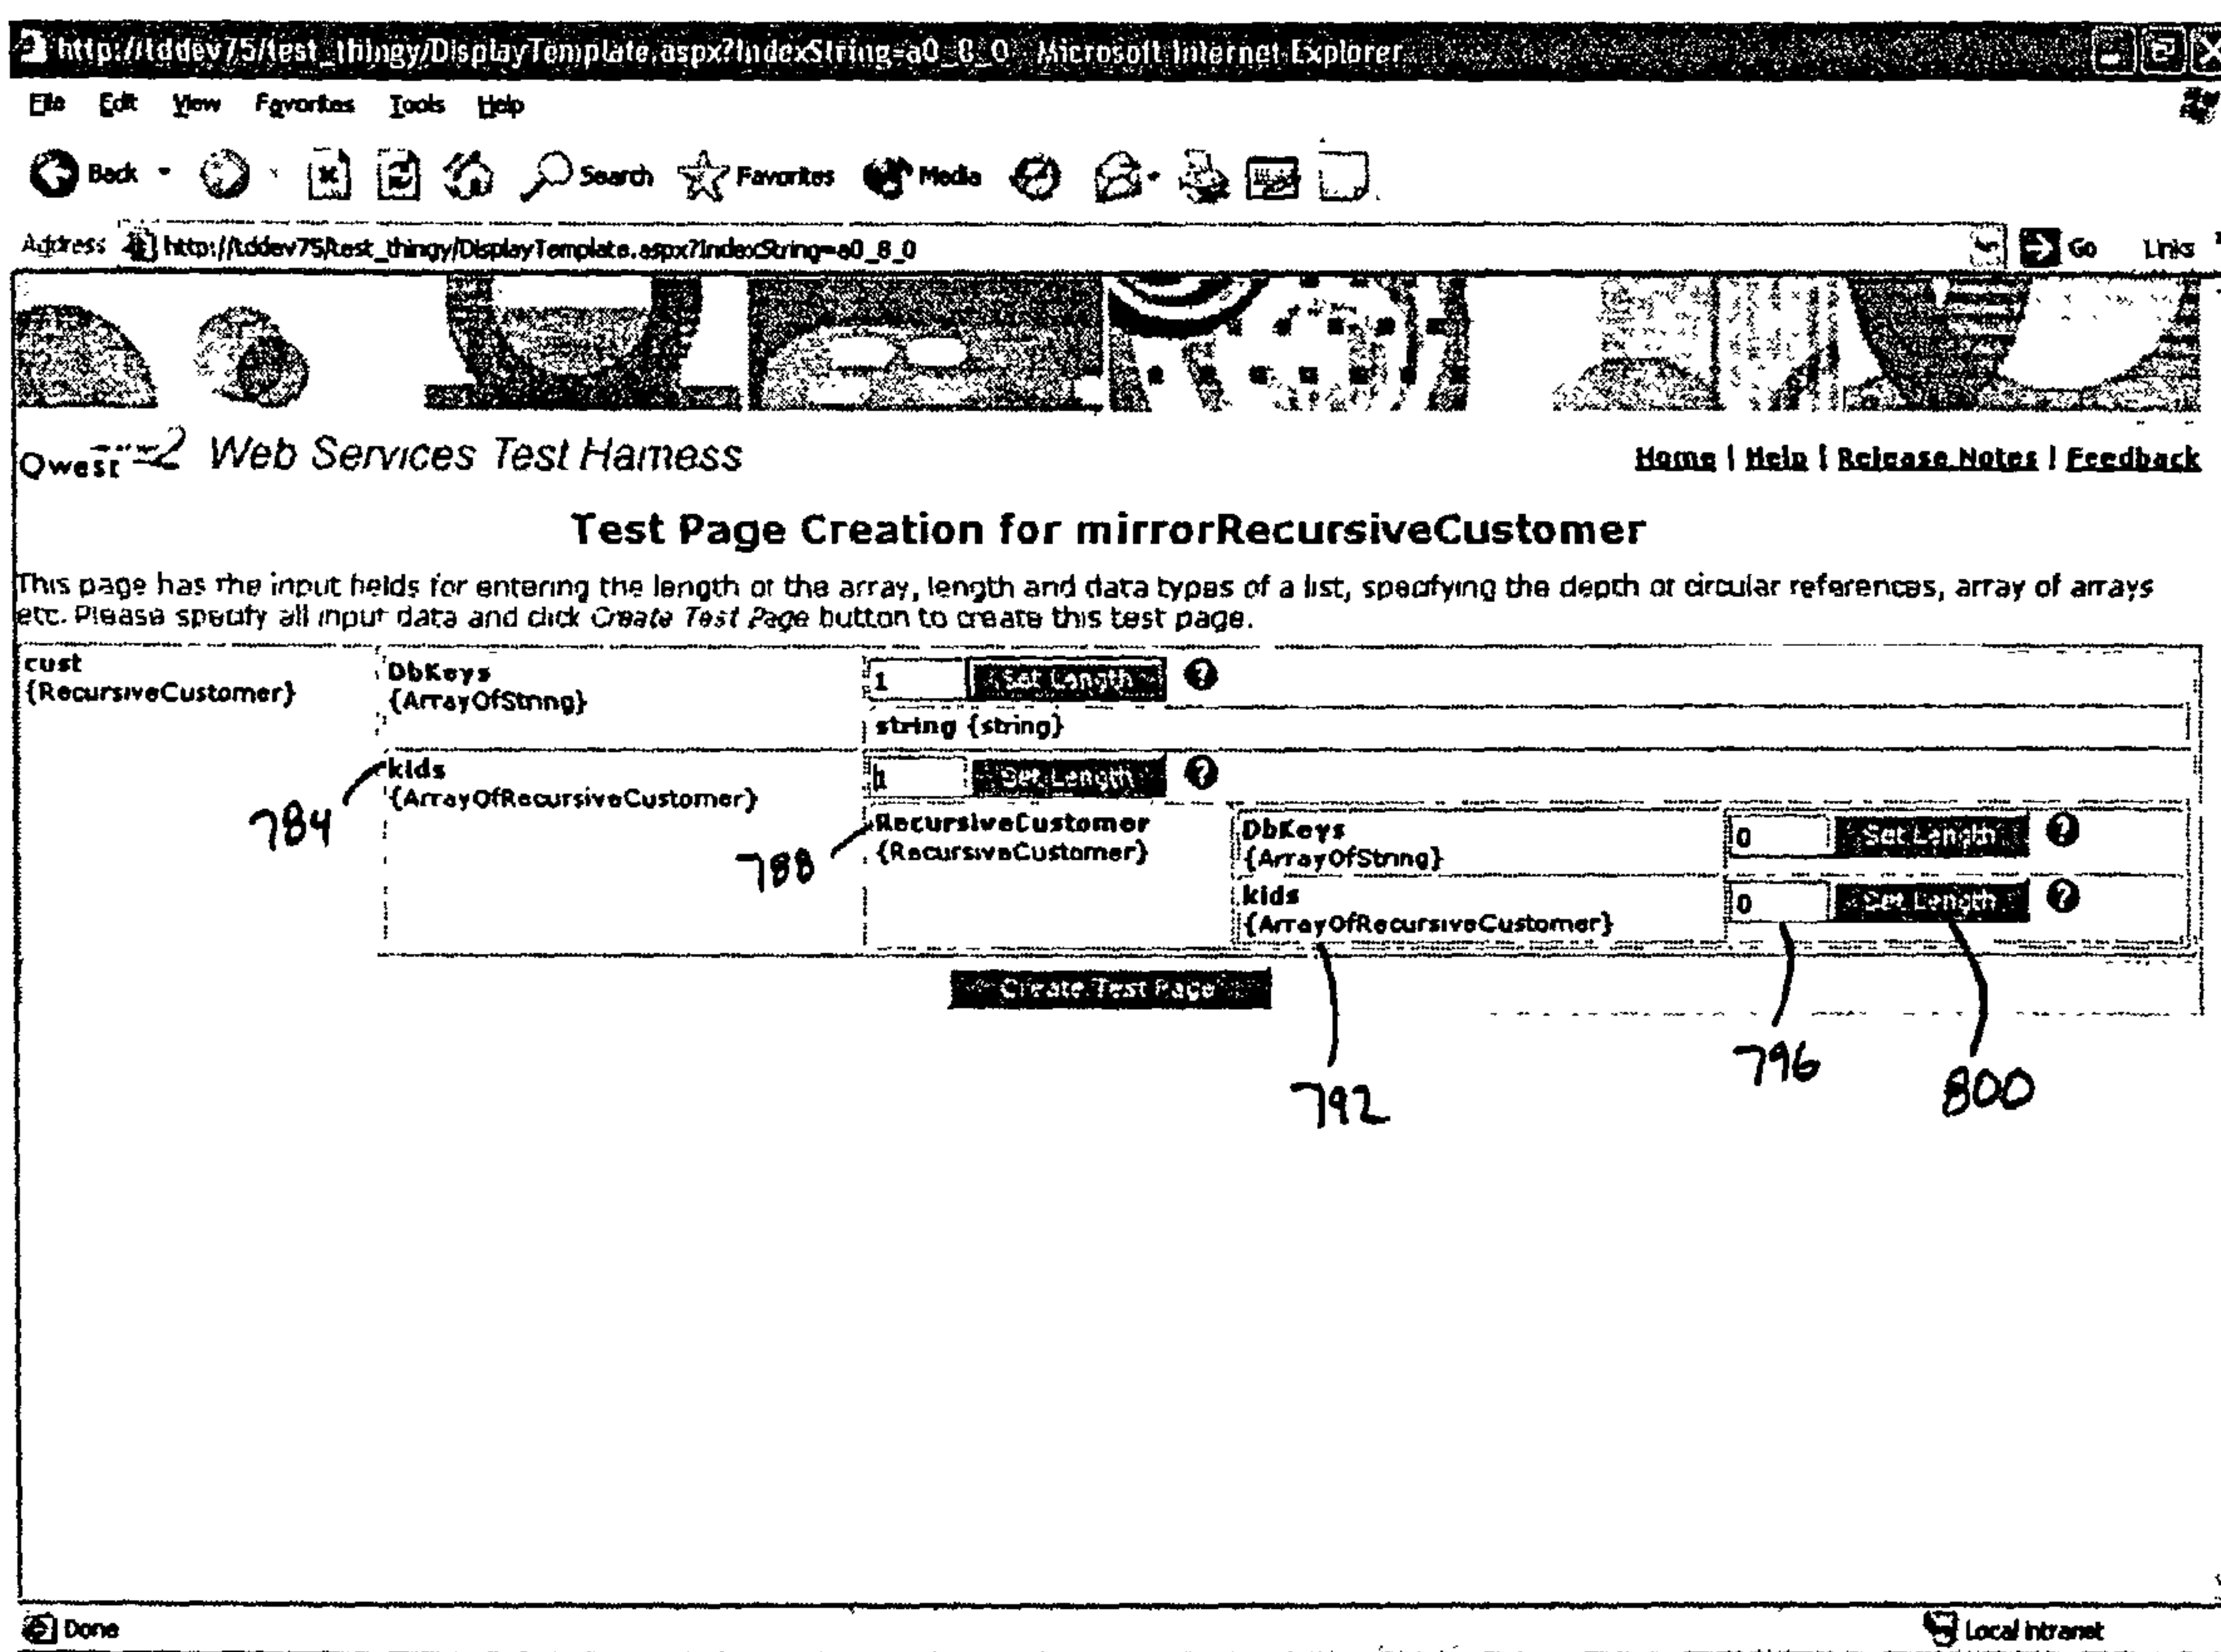 http://tddev75/test_thingy/DisplayTemplate.aspx?IndexString=a0_8_0 Microsoft Internet Explorer
File Edit View Favorites Tools Help
Back Search Favorites Media
Address http://tddev75/test_thingy/DisplayTemplate.aspx?IndexString=a0_8_0 Go Links
Qwest Web Services Test Harness
Home | Help | Release Notes | Feedback
Test Page Creation for mirrorRecursiveCustomer
This page has the input fields for entering the length of the array, length and data types of a list, specifying the depth of circular references, array of arrays
etc. Please specify all input data and click Create Test Page button to create this test page.
cust
{RecursiveCustomer}
DbKeys
{ArrayOfString}
1 Set Length ?
string {string}
kids
{ArrayOfRecursiveCustomer}
1 Set Length ?
784
RecursiveCustomer
{RecursiveCustomer}
788
DbKeys
{ArrayOfString}
0 Set Length ?
kids
{ArrayOfRecursiveCustomer}
0 Set Length ?
Create Test Page
792
796
800
Done
Local intranet